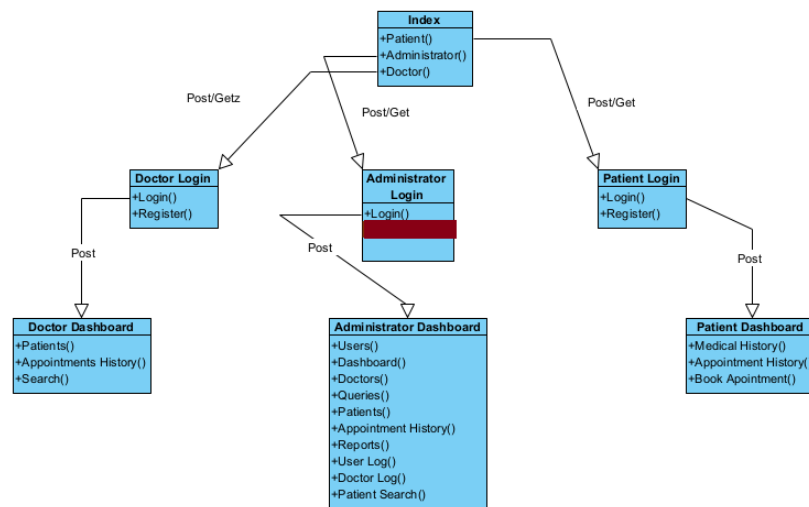 Index
+Patient()
+Administrator()
+Doctor()
Post/Getz
Post/Get
Post/Get
Doctor Login
+Login()
+Register()
Administrator
Login
+Login()
Patient Login
+Login()
+Register()
Post
Post
Post
Doctor Dashboard
+Patients()
+Appointments History()
+Search()
Administrator Dashboard
+Users()
+Dashboard()
+Doctors()
+Queries()
+Patients()
+Appointment History()
+Reports()
+User Log()
+Doctor Log()
+Patient Search()
Patient Dashboard
+Medical History()
+Appointment History(
+Book Apointment()